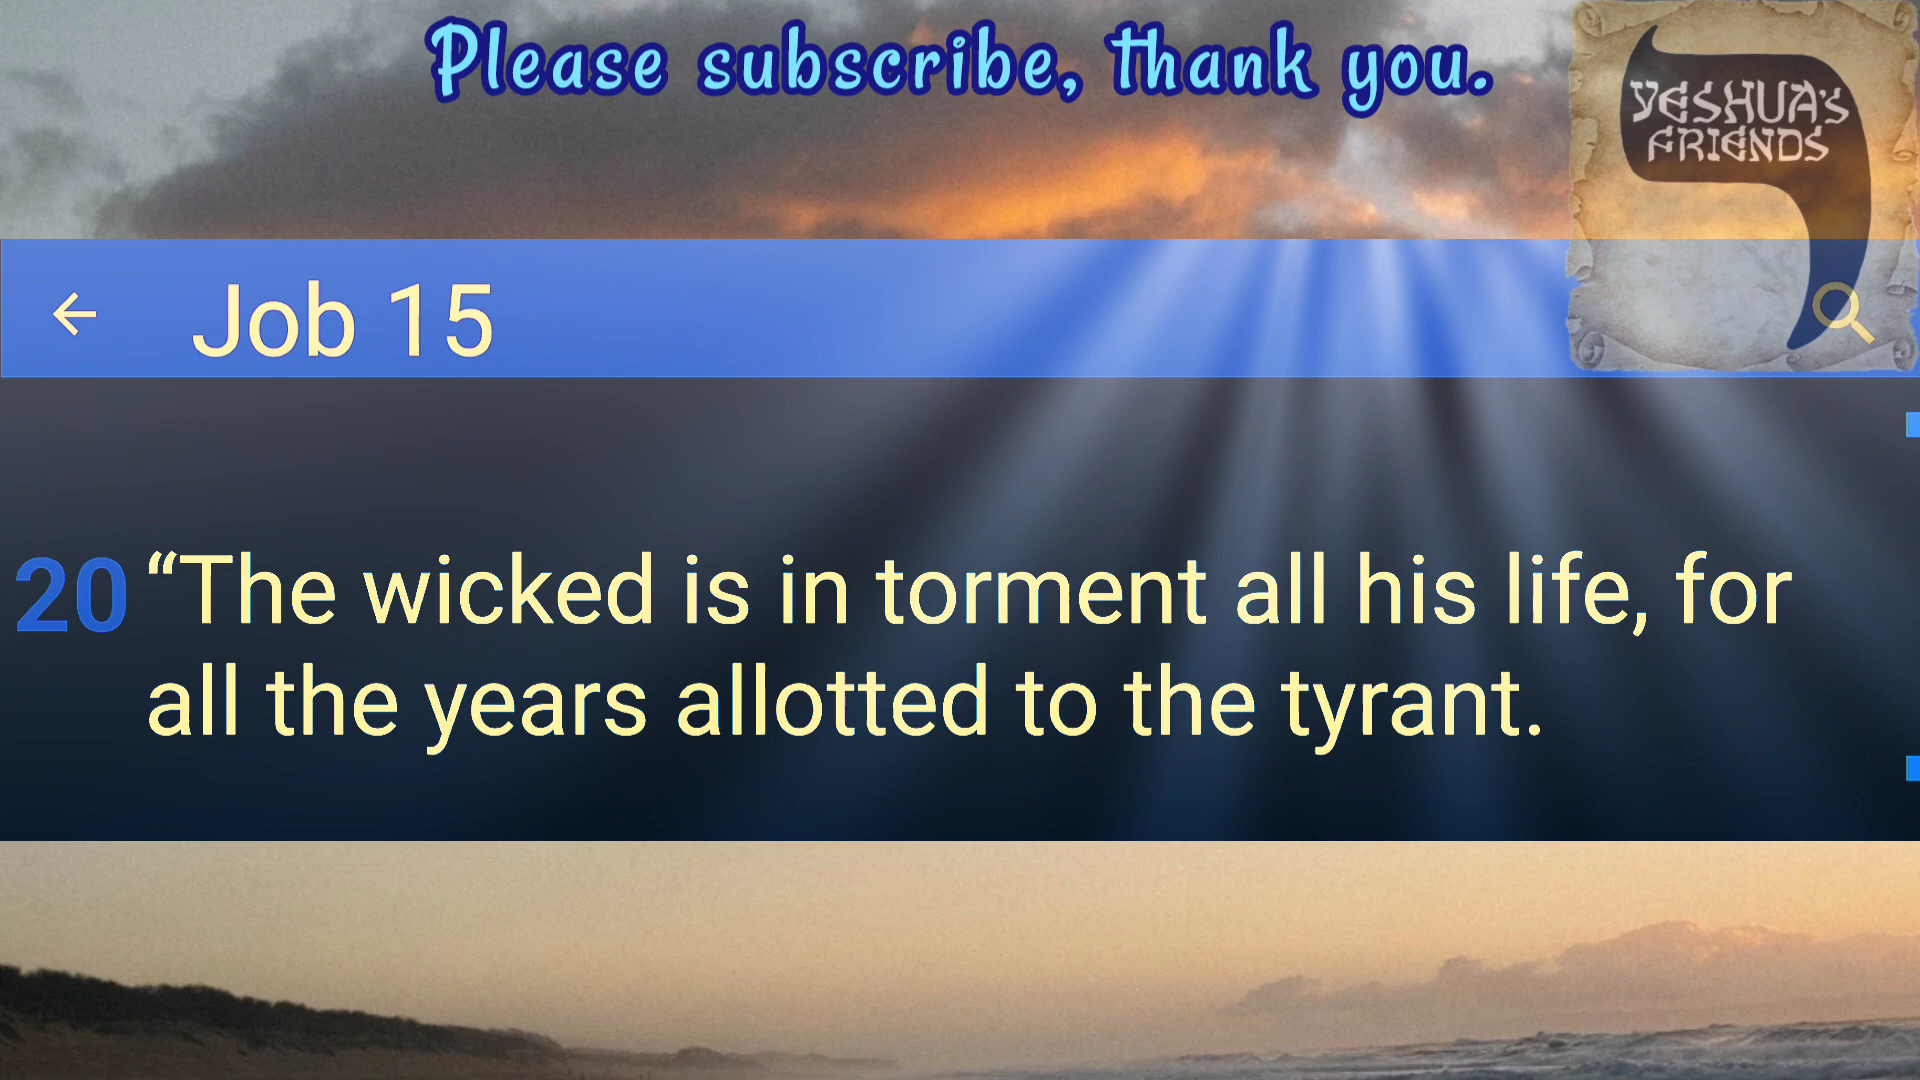 Please subscribe, thank you.
YESHUA'S
FRIENDS
Job 15
20 “The wicked is in torment all his life, for
all the years allotted to the tyrant.